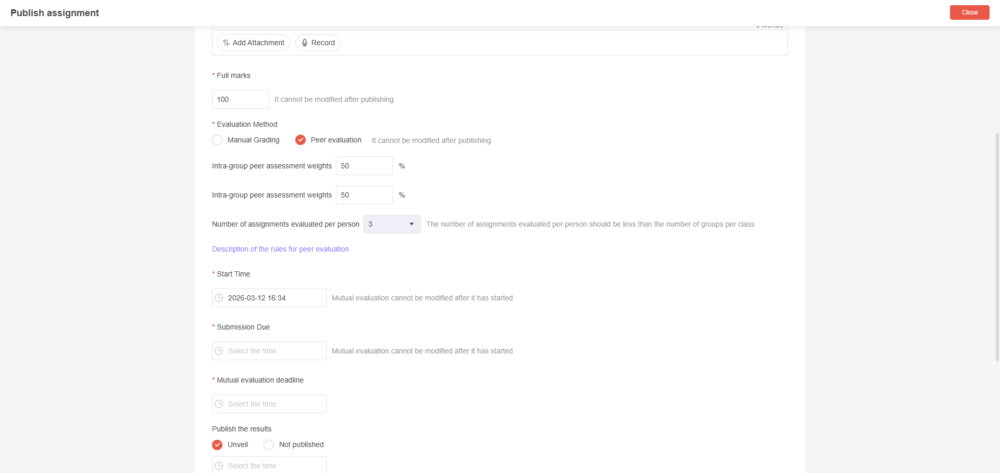 Publish assignment
Close
0 WORDS
Add Attachment
Record
* Full marks
100
It cannot be modified after publishing
* Evaluation Method
Manual Grading
Peer evaluation
It cannot be modified after publishing
Intra-group peer assessment weights 50 %
Intra-group peer assessment weights 50 %
Number of assignments evaluated per person 3 The number of assignments evaluated per person should be less than the number of groups per class
Description of the rules for peer evaluation
* Start Time
2026-03-12 16:34 Mutual evaluation cannot be modified after it has started
* Submission Due
Select the time Mutual evaluation cannot be modified after it has started
* Mutual evaluation deadline
Select the time
Publish the results
Unveil
Not published
Select the time